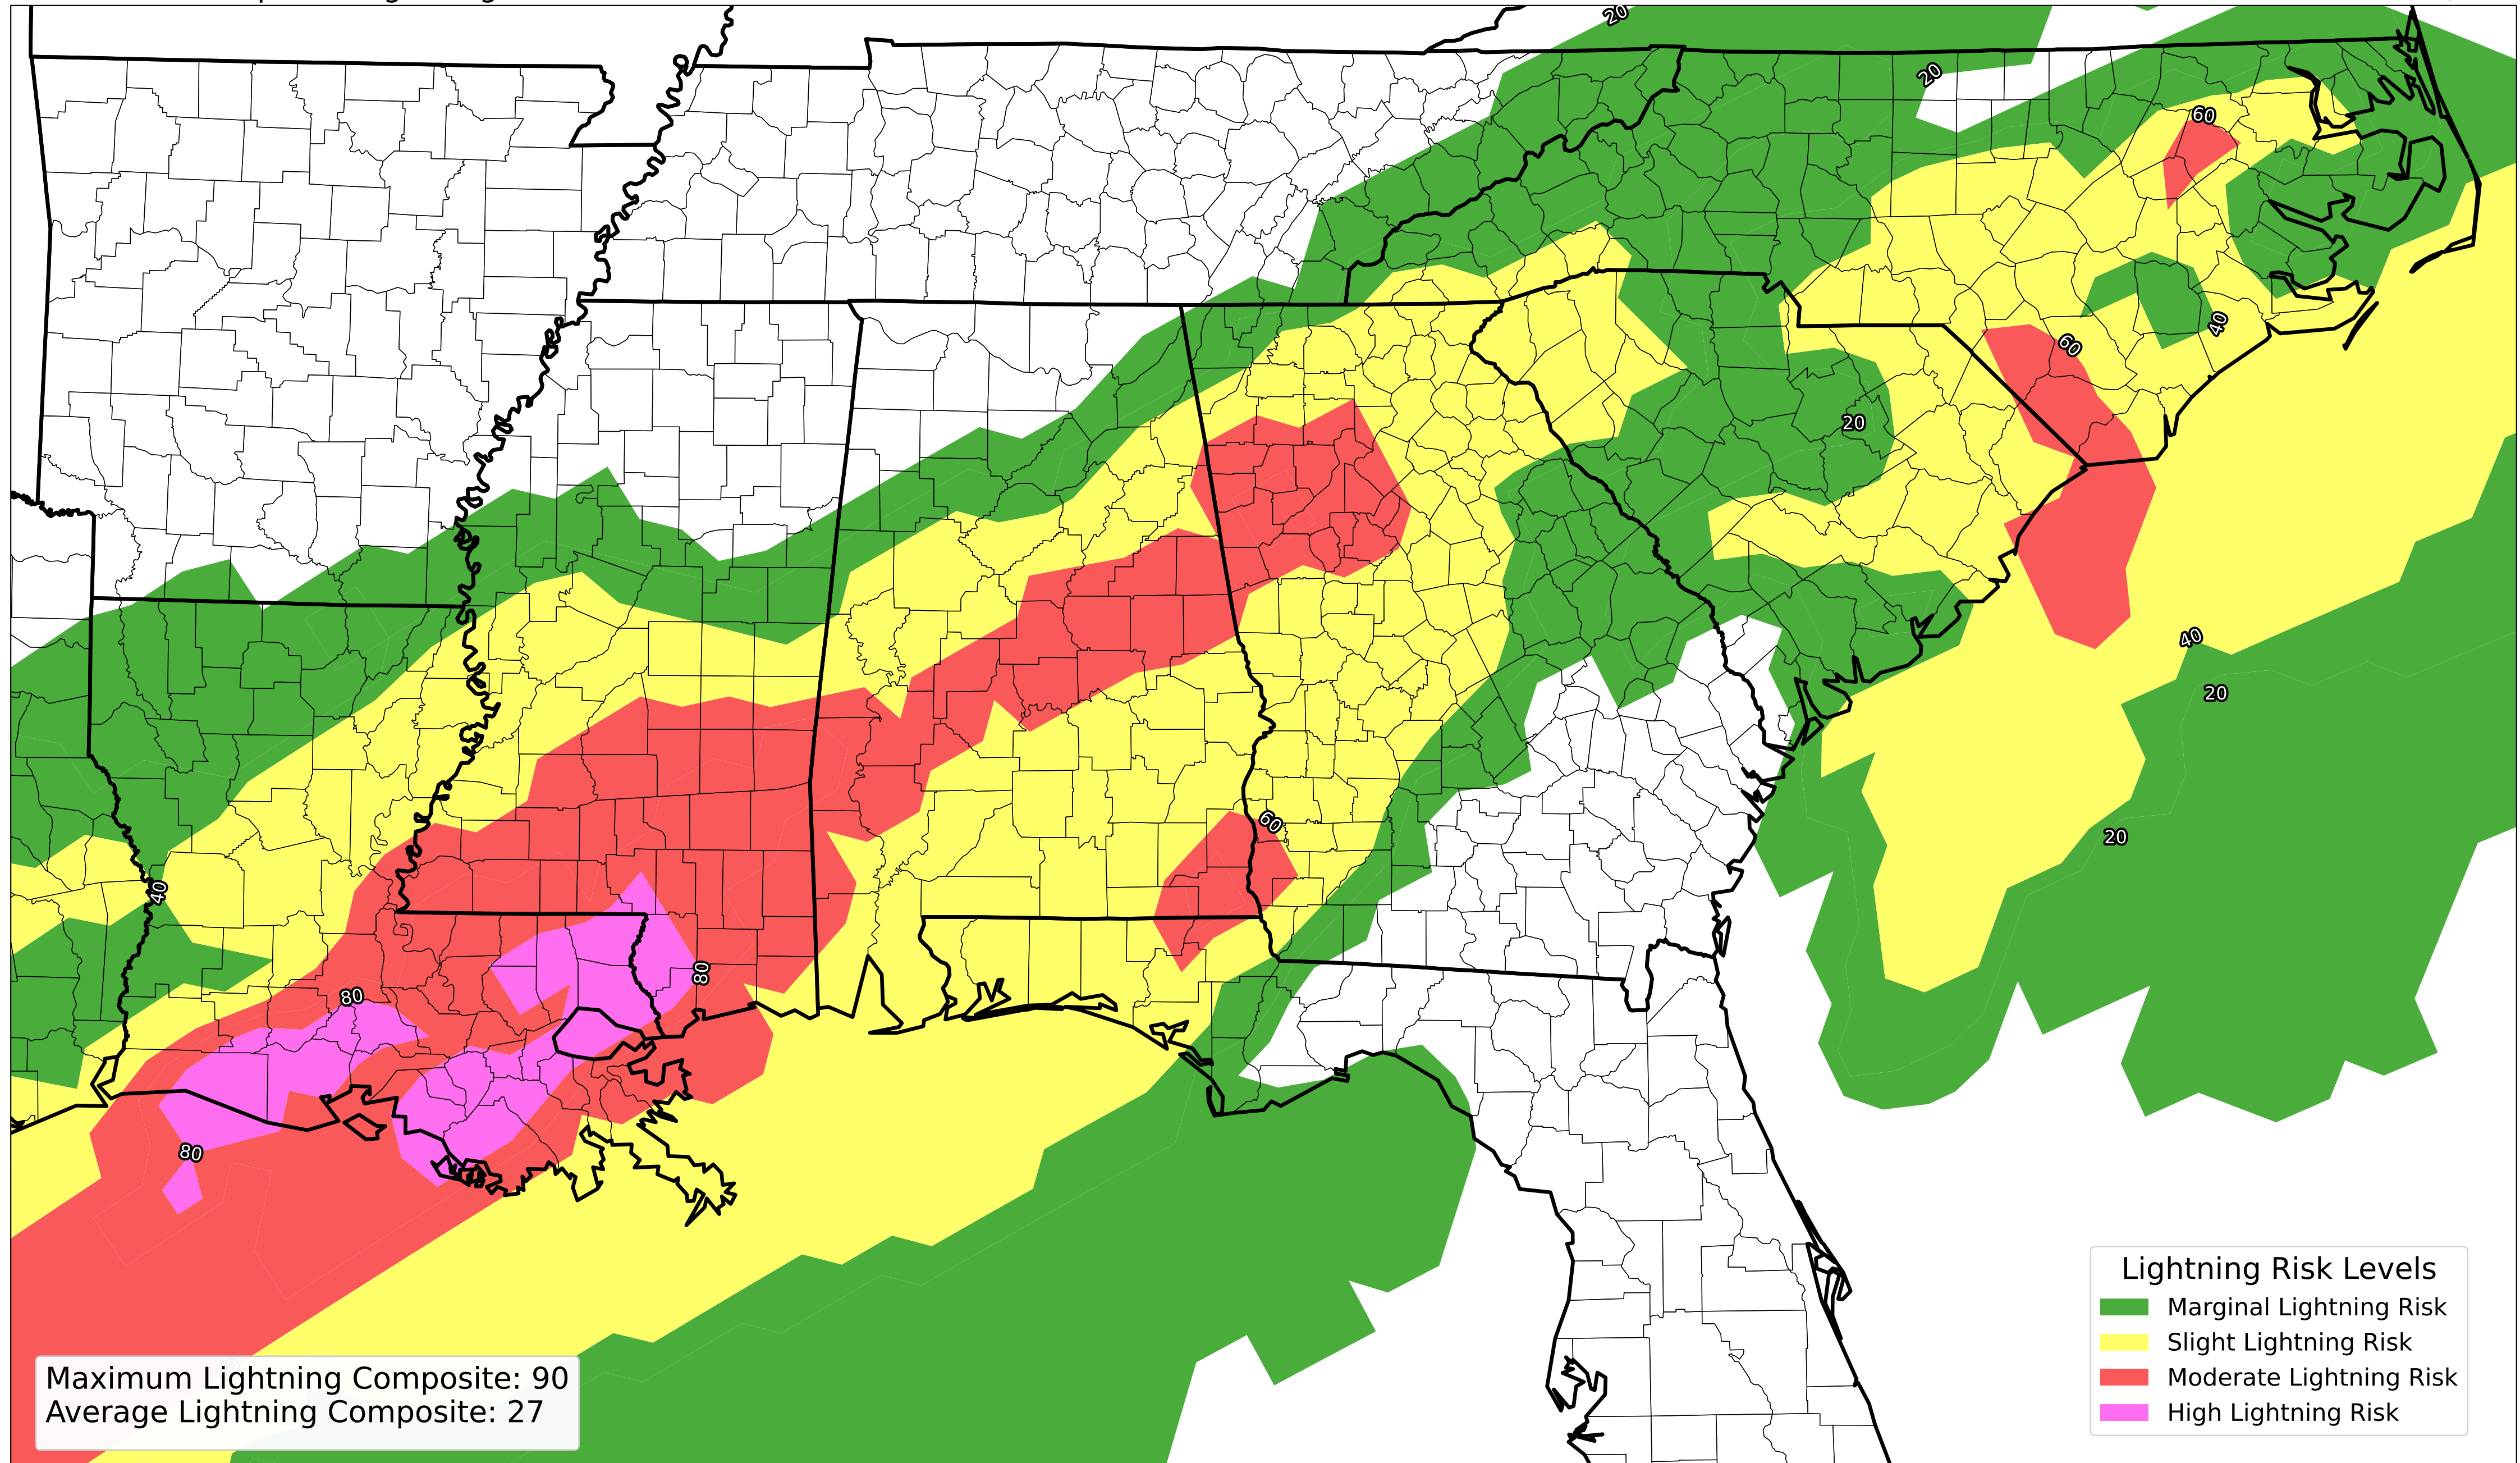 20
20
60
40
60
20
40
20
60
20
40
80
80
80
Lightning Risk Levels
Marginal Lightning Risk
Slight Lightning Risk
Moderate Lightning Risk
High Lightning Risk
Maximum Lightning Composite: 90
Average Lightning Composite: 27